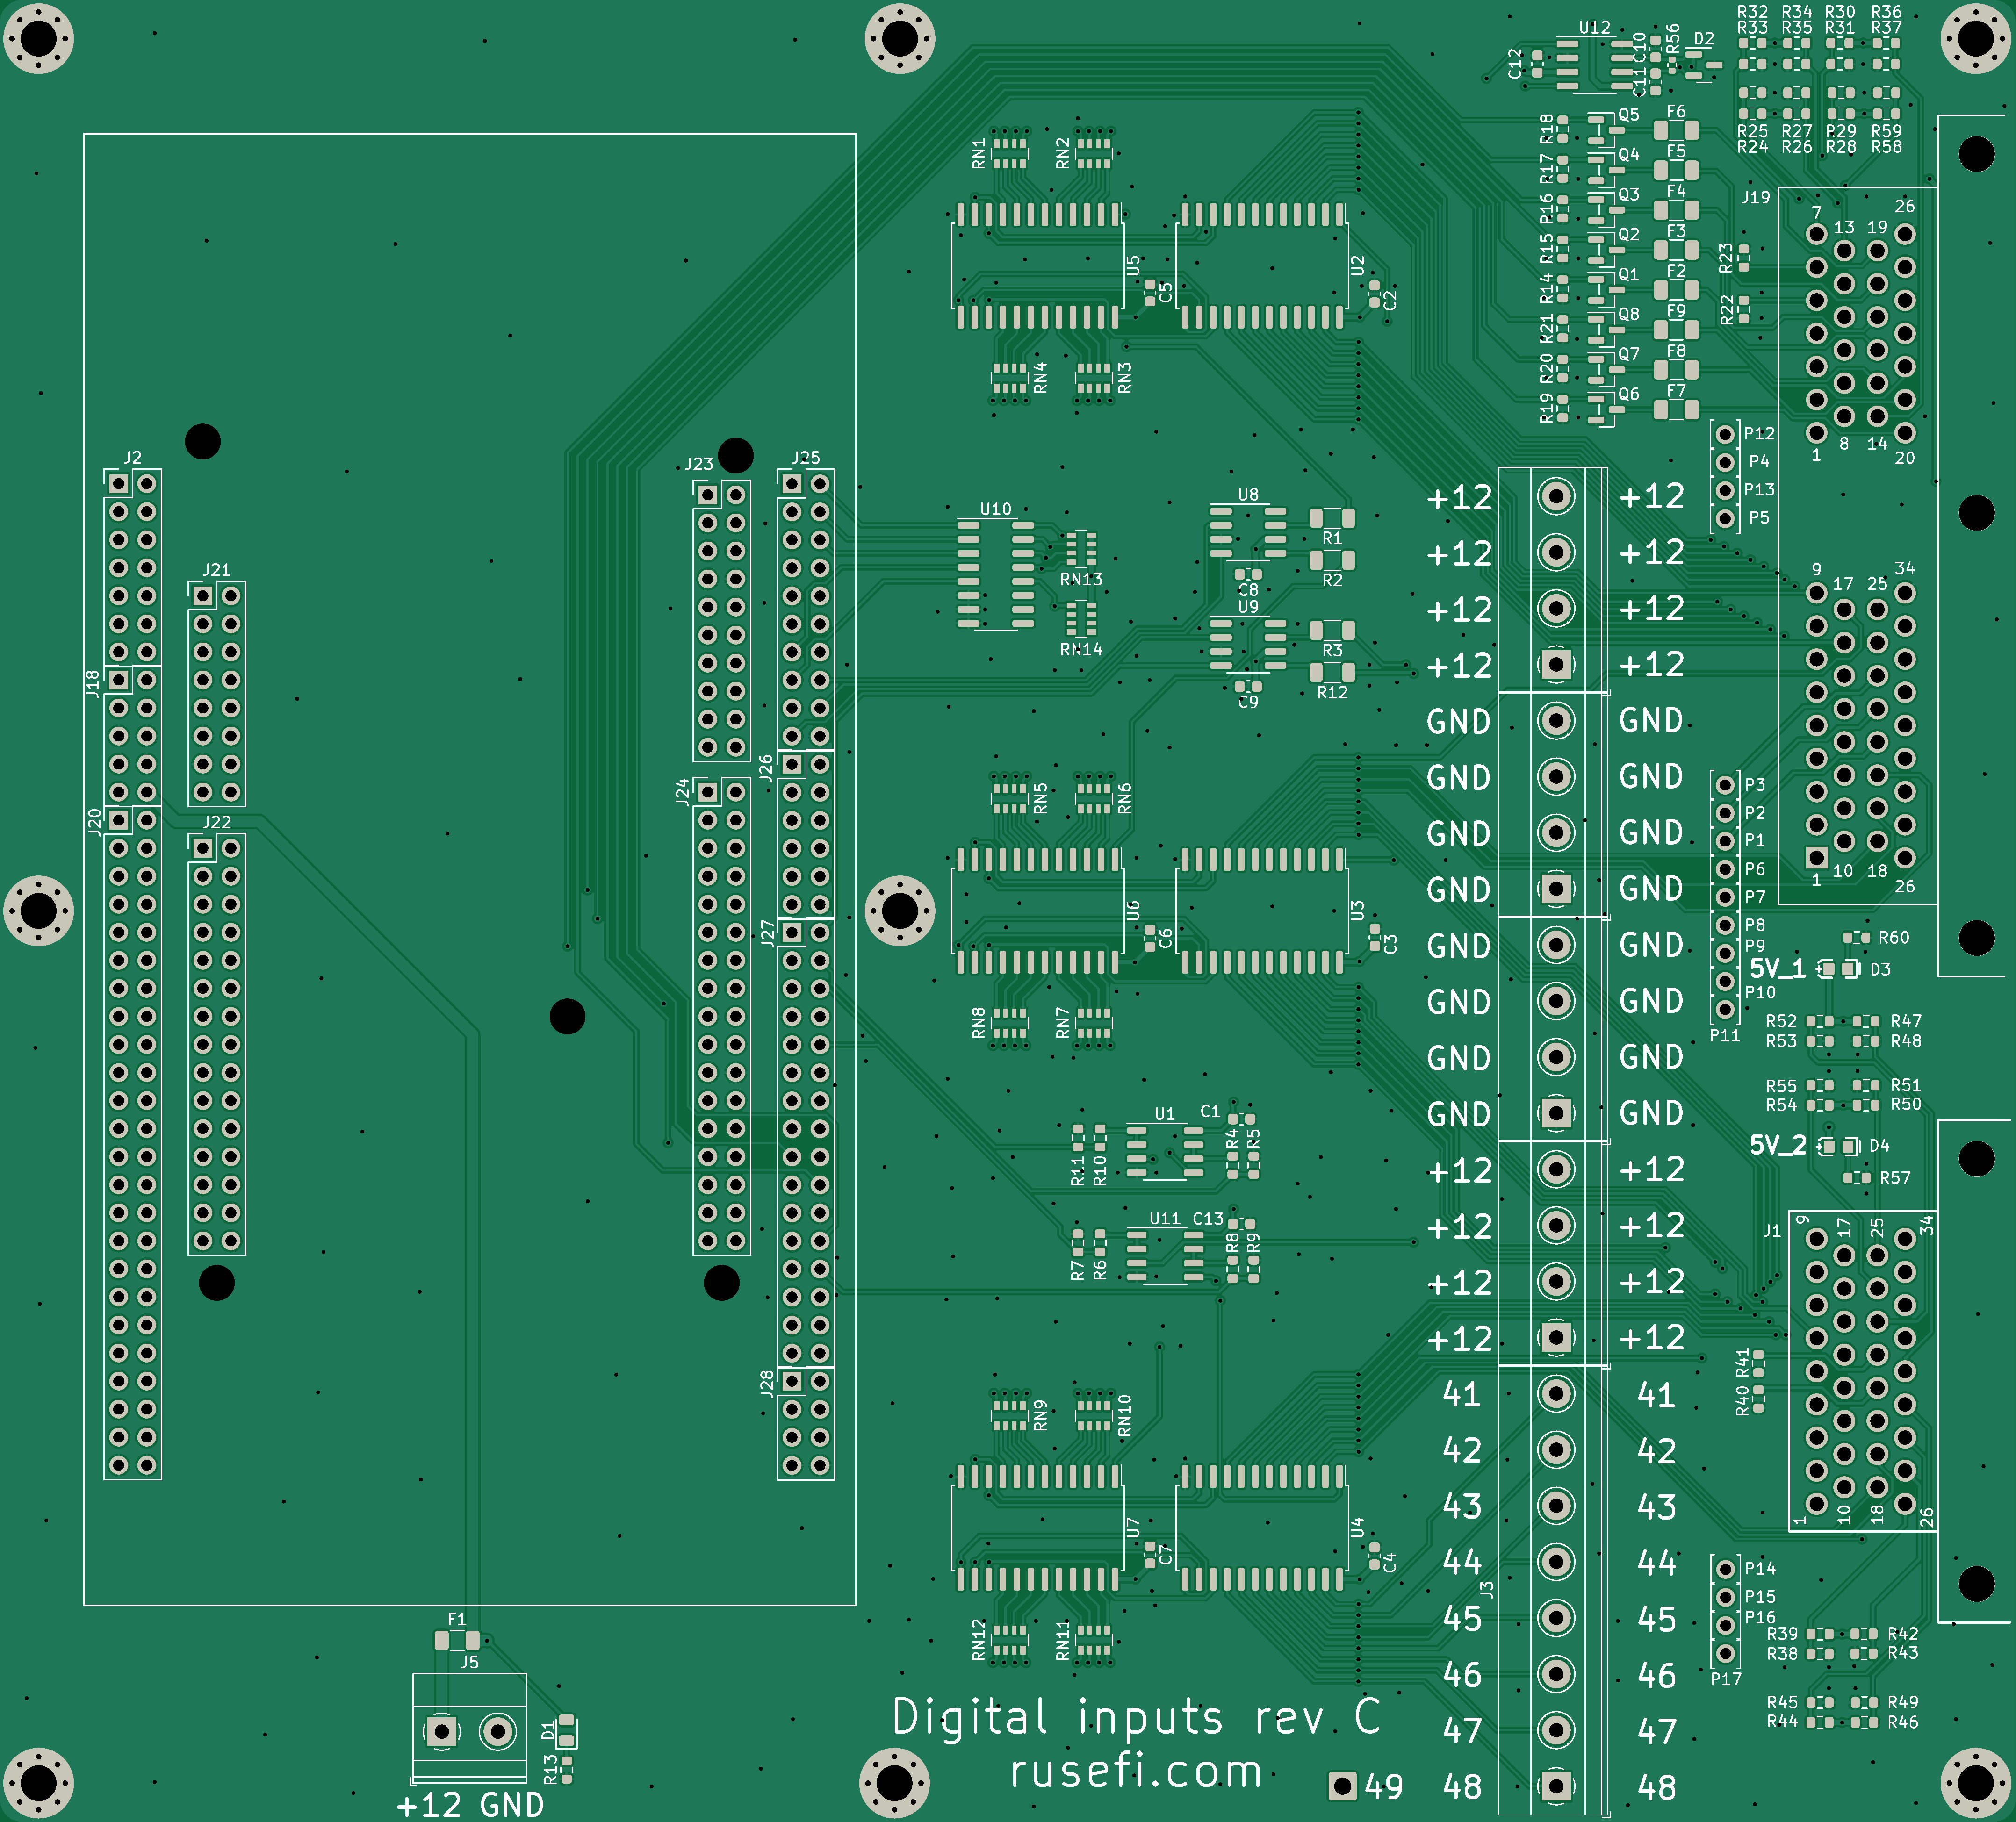 U12
C12
C10
C11
R56
D2
R32 R34 R30 R36
R33 R35 R31 R37
R25 R27 R29 R59
R24 R26 R28 R58
R18 Q5 F6
R17 Q4 F5
P16 Q3 F4
R15 Q2 F3
R14 Q1 F2
R21 Q8 F9
R20 Q7 F8
R19 Q6 F7
RN1 RN2
U5 C5 U2 C2
RN4 RN3
J19
7 13 19 26
R23
R22
1 8 14 20
P12
P4
P13
P5
J2 J23 J25
U10 U8
R1
RN13 R2
C8
U9
J21
R3
RN14
R12
C9
J18
+12 +12
+12 +12
+12 +12
+12 +12
9 17 25 34
GND GND
GND GND
GND GND
GND GND
GND GND
GND GND
GND GND
GND GND
J26
J24
J20
J22
RN5 RN6
U6 C6 U3 C3
J27
RN8 RN7
P3
P2
P1
P6
P7
P8
P9
P10
P11
1 10 18 26
R60
5V_1 + D3
R52 R47
R53 R48
R55 R51
R54 R50
5V_2 + D4
R57
U1 C1
R11 R10 R4 R5
U11 C13
R7 R6 R8 R9
+12 +12
+12 +12
+12 +12
+12 +12
J1
9 17 25 34
R41
R40
1 10 18 26
J28
RN9 RN10
U7 C7 U4 C4
RN12 RN11
41 41
42 42
43 43
44 44
J3
45 45
46 46
47 47
48 48
P14
P15
P16
P17
R39 R42
R38 R43
R45 R49
R44 R46
F1
J5
D1
R13
+12 GND
Digital inputs rev C
rusefi.com
49